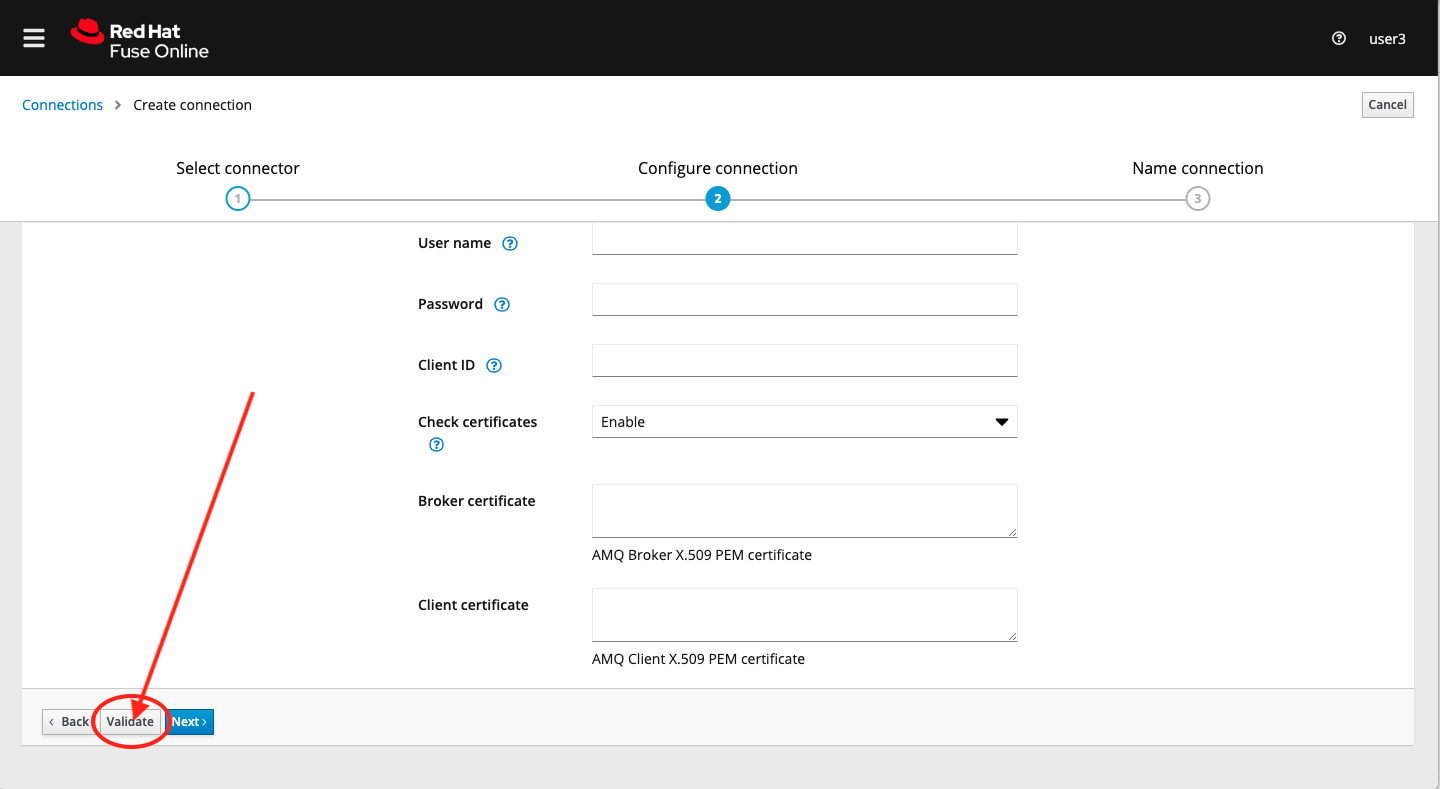 Red Hat
Fuse Online
user3
Connections > Create connection
Cancel
Select connector
Configure connection
Name connection
1
2
3
User name ?
Password ?
Client ID ?
Check certificates
?
Enable
Broker certificate
AMQ Broker X.509 PEM certificate
Client certificate
AMQ Client X.509 PEM certificate
< Back
Validate
Next >